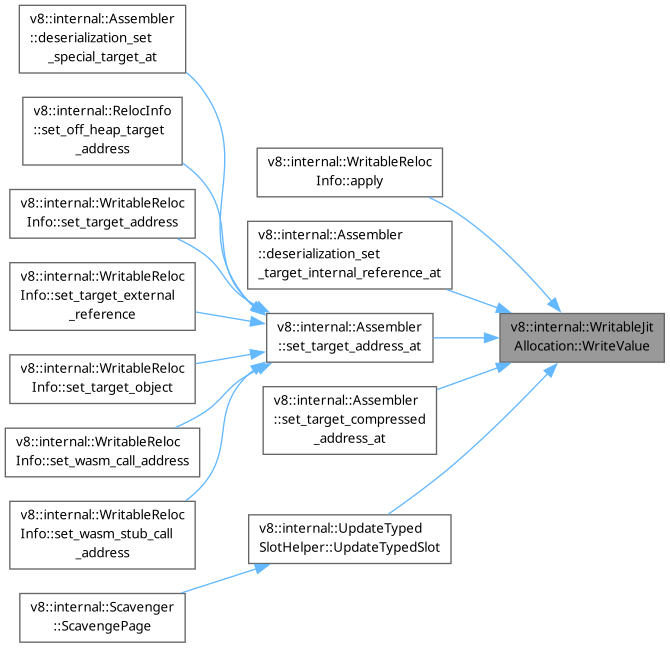 v8::internal::Assembler
::deserialization_set
_special_target_at
v8::internal::RelocInfo
::set_off_heap_target
_address
v8::internal::WritableReloc
Info::set_target_address
v8::internal::WritableReloc
Info::set_target_external
_reference
v8::internal::WritableReloc
Info::set_target_object
v8::internal::WritableReloc
Info::set_wasm_call_address
v8::internal::WritableReloc
Info::set_wasm_stub_call
_address
v8::internal::Scavenger
::ScavengePage
v8::internal::WritableReloc
Info::apply
v8::internal::Assembler
::deserialization_set
_target_internal_reference_at
v8::internal::Assembler
::set_target_address_at
v8::internal::Assembler
::set_target_compressed
_address_at
v8::internal::UpdateTyped
SlotHelper::UpdateTypedSlot
v8::internal::WritableJit
Allocation::WriteValue